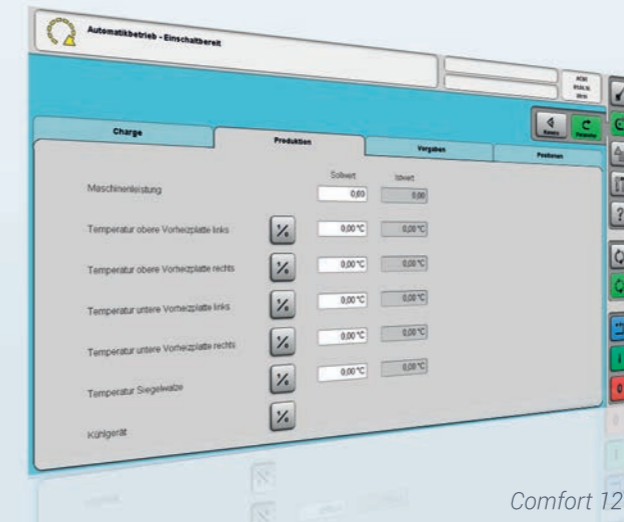 Automatikbetrieb - Einschaltbereit
Charge
Produktion
Vorgaben
Positionen
Sollwert Istwert
Maschinenleistung 0,00 0,00
Temperatur obere Vorheizplatte links 0,00 °C 0,00 °C
Temperatur obere Vorheizplatte rechts 0,00 °C 0,00 °C
Temperatur untere Vorheizplatte links 0,00 °C 0,00 °C
Temperatur untere Vorheizplatte rechts 0,00 °C 0,00 °C
Temperatur Siegelwalze 0,00 °C 0,00 °C
Kühlgerät
Comfort 12